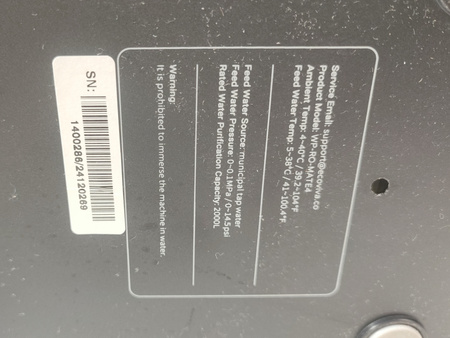 Service Email: support@ecoviva.co
Product Model: WP-RO-MATE4
Ambient Temp: 4~40°C / 39.2~104°F
Feed Water Temp: 5~38°C / 41~100.4°F
Feed Water Source: municipal tap water
Feed Water Pressure: 0~0.1MPa / 0~14.5psi
Rated Water Purification Capacity: 2000L
Warning:
It is prohibited to immerse the machine in water.
SN:
1400286/24120269